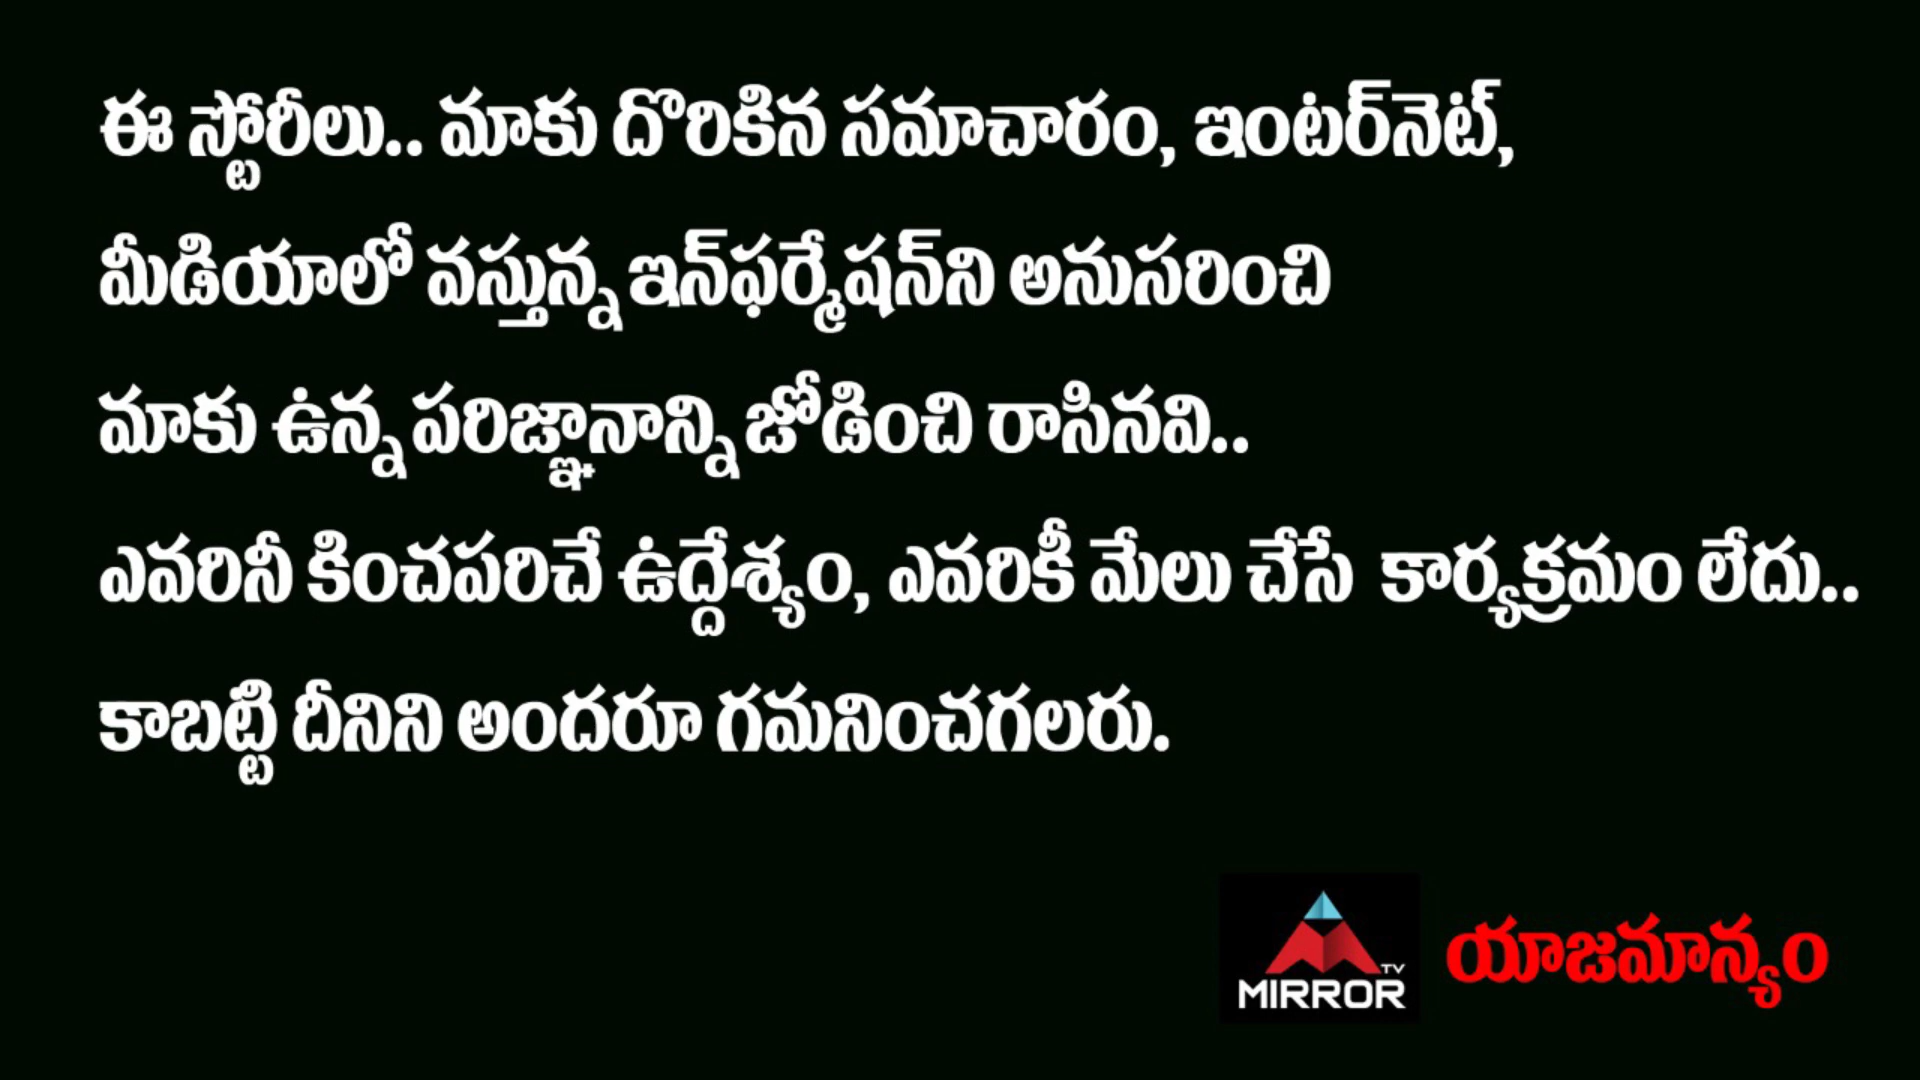 ఈ స్టోరీలు.. మాకు దొరికిన సమాచారం, ఇంటర్‌నెట్,
మీడియాలో వస్తున్న ఇన్‌ఫర్మేషన్‌ని అనుసరించి
మాకు ఉన్న పరిజ్ఞానాన్ని జోడించి రాసినవి..
ఎవరినీ కించపరిచే ఉద్దేశ్యం, ఎవరికీ మేలు చేసే కార్యక్రమం లేదు..
కాబట్టి దీనిని అందరూ గమనించగలరు.
TV
MIRROR
యాజమాన్యం